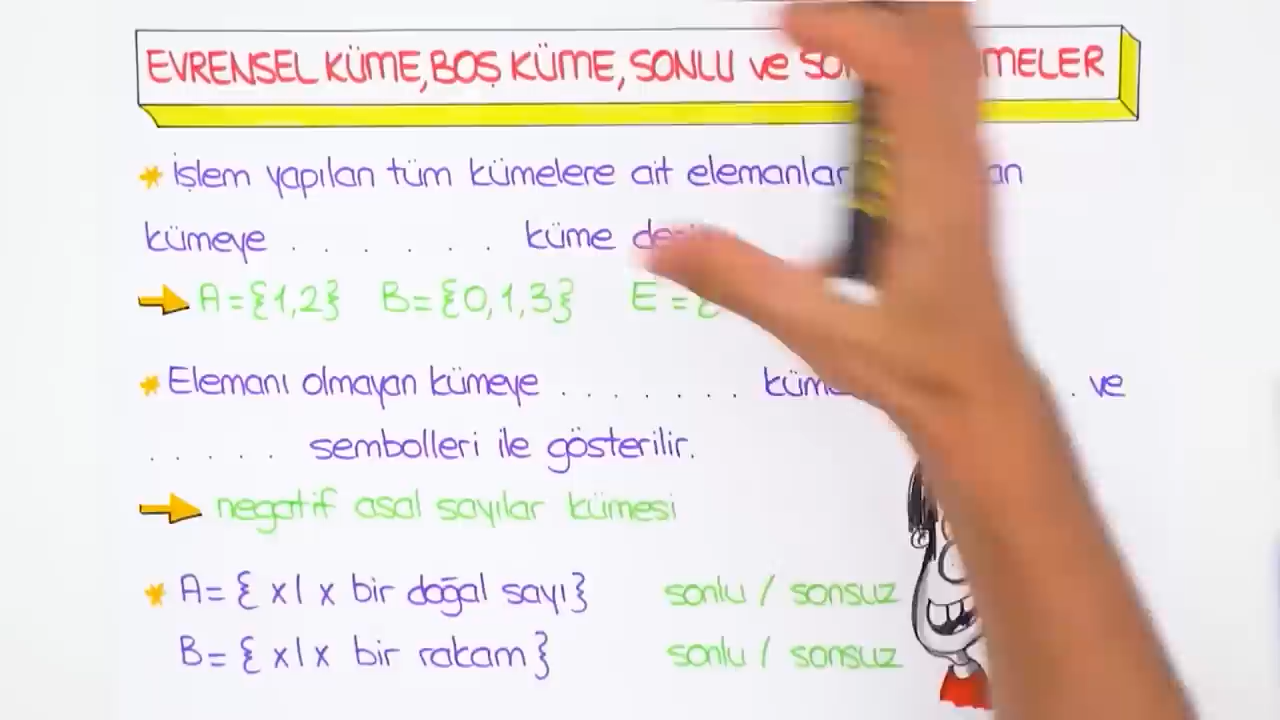 EVRENSEL KÜME, BOŞ KÜME, SONLU ve
İşlem yapılan tüm kümelere ait elemanlar
kümeye . . . . . . . küme
A={1,2} B={0,1,3} E={
Elemanı olmayan kümeye . . . . . . . ve
. . . . . sembolleri ile gösterilir.
negatif asal sayılar kümesi
A={ x| x bir doğal sayı} sonlu / sonsuz
B={ x|x bir rakam} sonlu / sonsuz